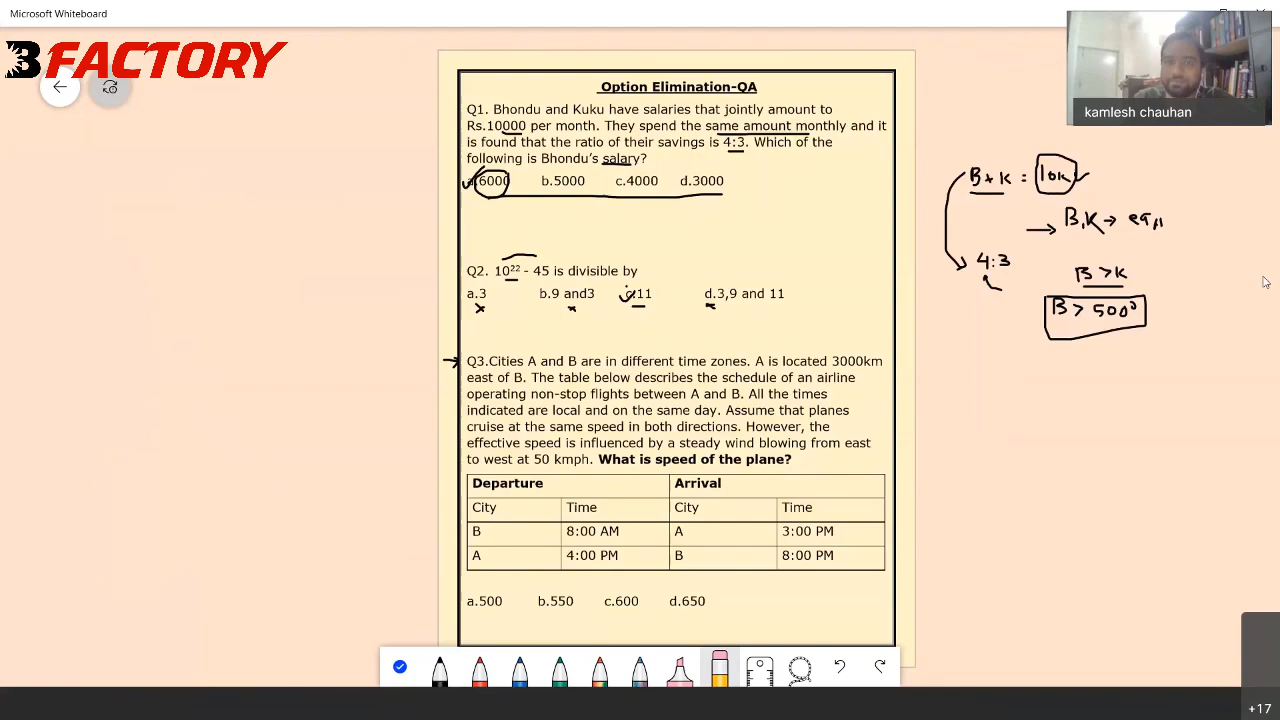 Microsoft Whiteboard
BFACTORY
kamlesh chauhan
Option Elimination-QA
Q1. Bhondu and Kuku have salaries that jointly amount to
Rs.10000 per month. They spend the same amount monthly and it
is found that the ratio of their savings is 4:3. Which of the
following is Bhondu's salary?
a.6000 b.5000 c.4000 d.3000
Q2. 10²² - 45 is divisible by
a.3 b.9 and3 c.11 d.3,9 and 11
Q3.Cities A and B are in different time zones. A is located 3000km
east of B. The table below describes the schedule of an airline
operating non-stop flights between A and B. All the times
indicated are local and on the same day. Assume that planes
cruise at the same speed in both directions. However, the
effective speed is influenced by a steady wind blowing from east
to west at 50 kmph. What is speed of the plane?
Departure Arrival
City Time City Time
B 8:00 AM A 3:00 PM
A 4:00 PM B 8:00 PM
a.500 b.550 c.600 d.650
B+K = 10K
→ B,K →
4:3
B >K
B > 5000
+17